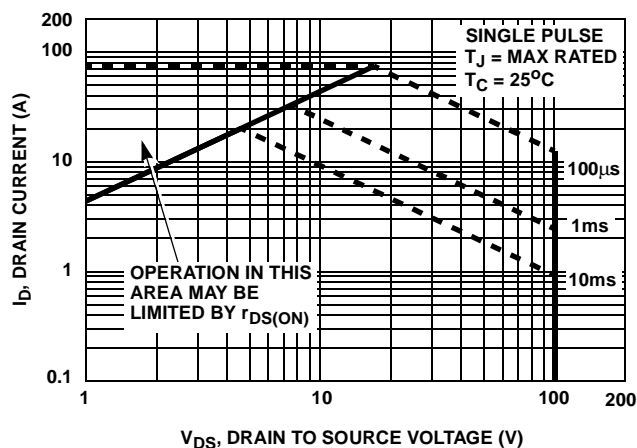 200
100
10
1
0.1
I_D, DRAIN CURRENT (A)
SINGLE PULSE
T_J = MAX RATED
T_C = 25°C
100μs
1ms
10ms
OPERATION IN THIS
AREA MAY BE
LIMITED BY r_DS(ON)
1 10 100 200
V_DS, DRAIN TO SOURCE VOLTAGE (V)